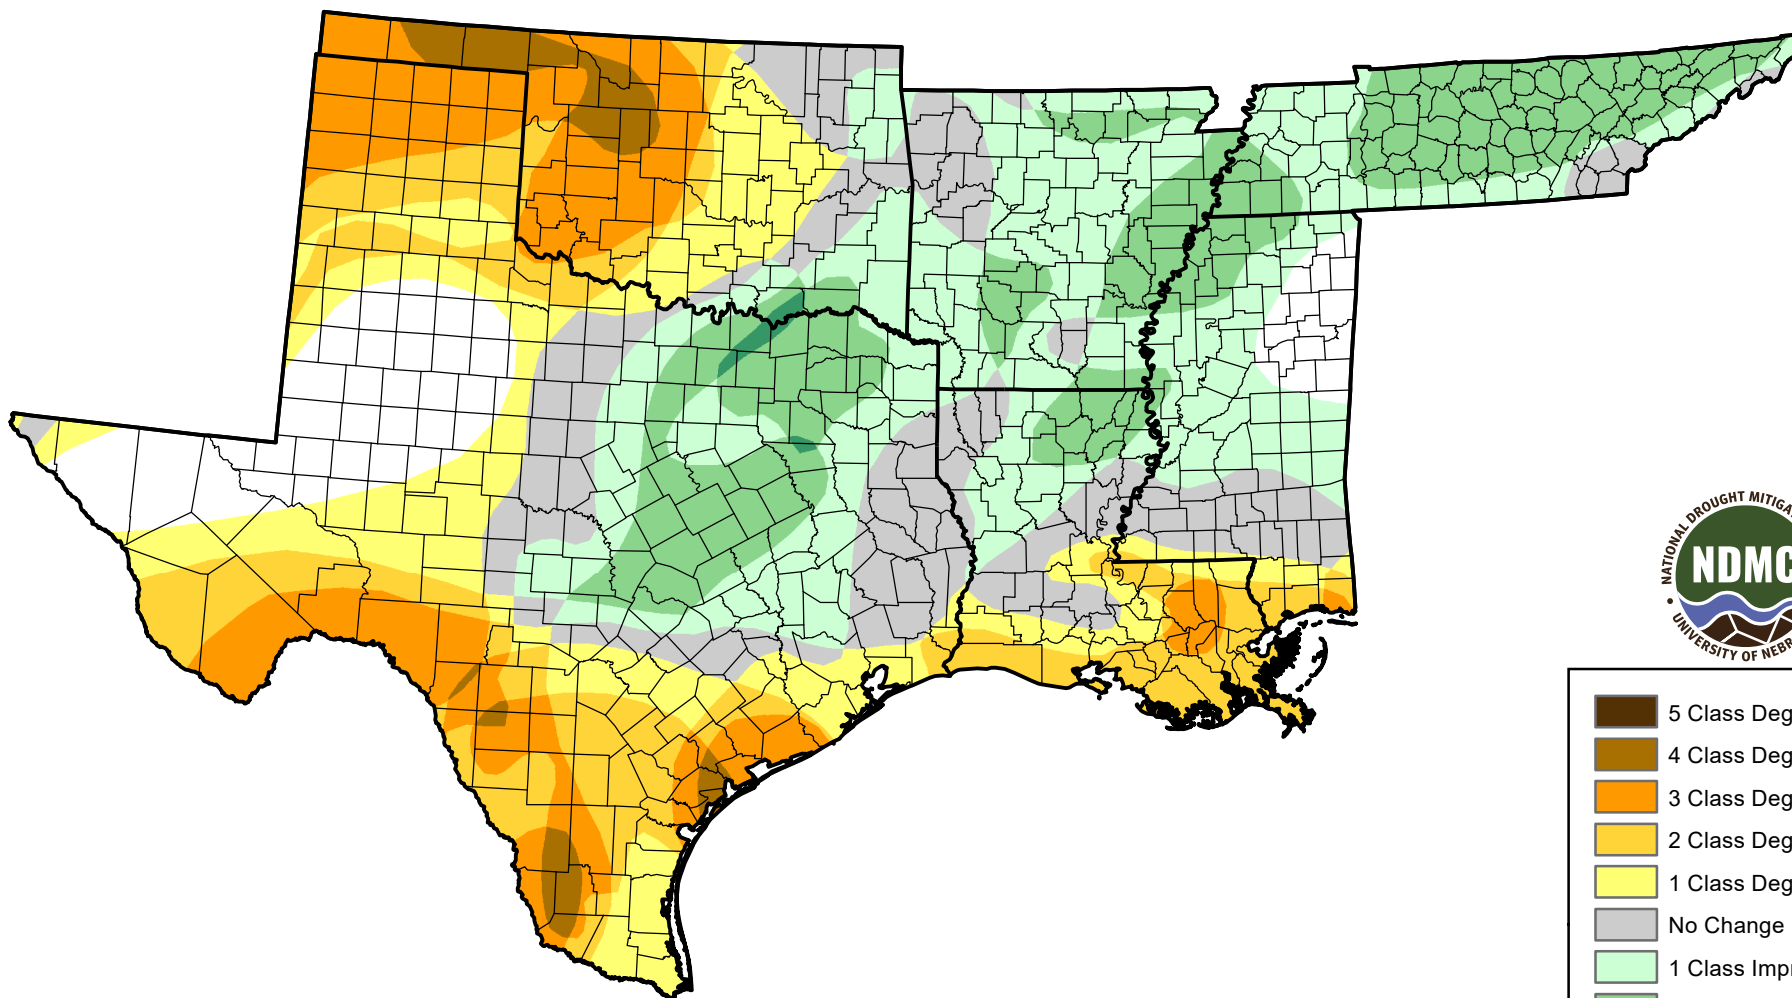 NATIONAL DROUGHT MITIGA
NDMC
UNIVERSITY OF NEBR
5 Class Deg
4 Class Deg
3 Class Deg
2 Class Deg
1 Class Deg
No Change
1 Class Impr